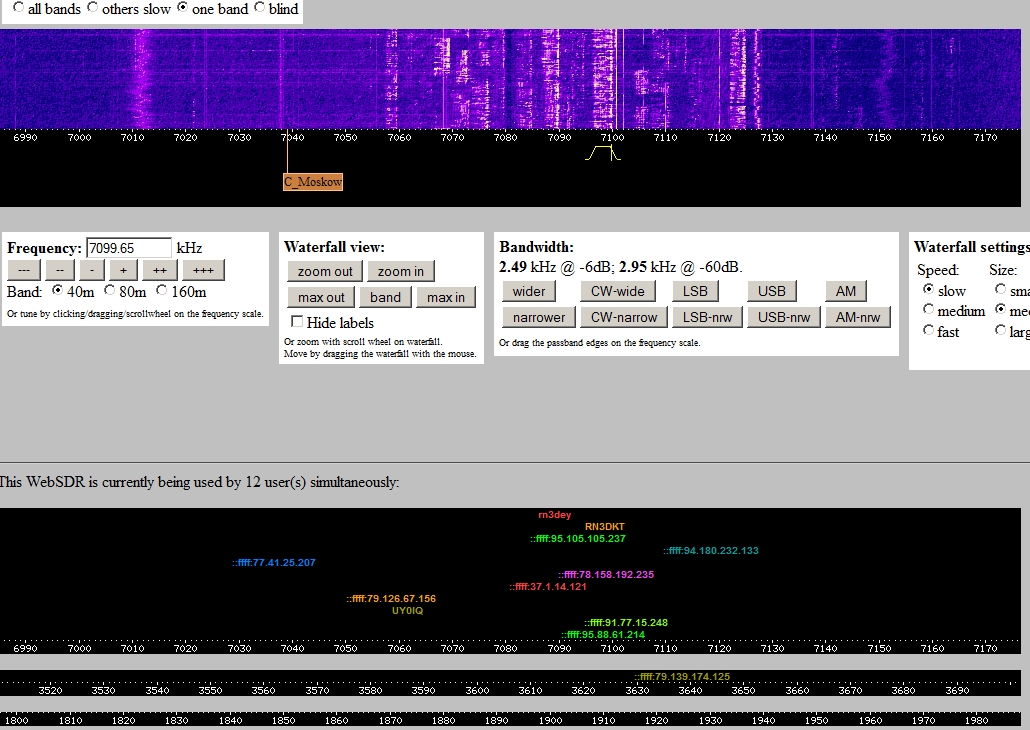 all bands others slow one band blind
6990 7000 7010 7020 7030 7040 7050 7060 7070 7080 7090 7100 7110 7120 7130 7140 7150 7160 7170
C_Moskow
Frequency: 7099.65 kHz
--- -- - + ++ +++
Band: 40m 80m 160m
Or tune by clicking/dragging/scrollwheel on the frequency scale.
Waterfall view:
zoom out zoom in
max out band max in
Hide labels
Or zoom with scroll wheel on waterfall.
Move by dragging the waterfall with the mouse.
Bandwidth:
2.49 kHz @ -6dB; 2.95 kHz @ -60dB.
wider CW-wide LSB USB AM
narrower CW-narrow LSB-nrw USB-nrw AM-nrw
Or drag the passband edges on the frequency scale.
Waterfall settings
Speed: Size:
slow sma
medium me
fast larg
This WebSDR is currently being used by 12 user(s) simultaneously:
rn3dey
RN3DKT
::ffff:95.105.105.237
::ffff:94.180.232.133
::ffff:77.41.25.207
::ffff:78.158.192.235
::ffff:37.1.14.121
::ffff:79.126.67.156
UY0IQ
::ffff:91.77.15.248
::ffff:95.88.61.214
6990 7000 7010 7020 7030 7040 7050 7060 7070 7080 7090 7100 7110 7120 7130 7140 7150 7160 7170
::ffff:79.139.174.125
3520 3530 3540 3550 3560 3570 3580 3590 3600 3610 3620 3630 3640 3650 3660 3670 3680 3690
1800 1810 1820 1830 1840 1850 1860 1870 1880 1890 1900 1910 1920 1930 1940 1950 1960 1970 1980